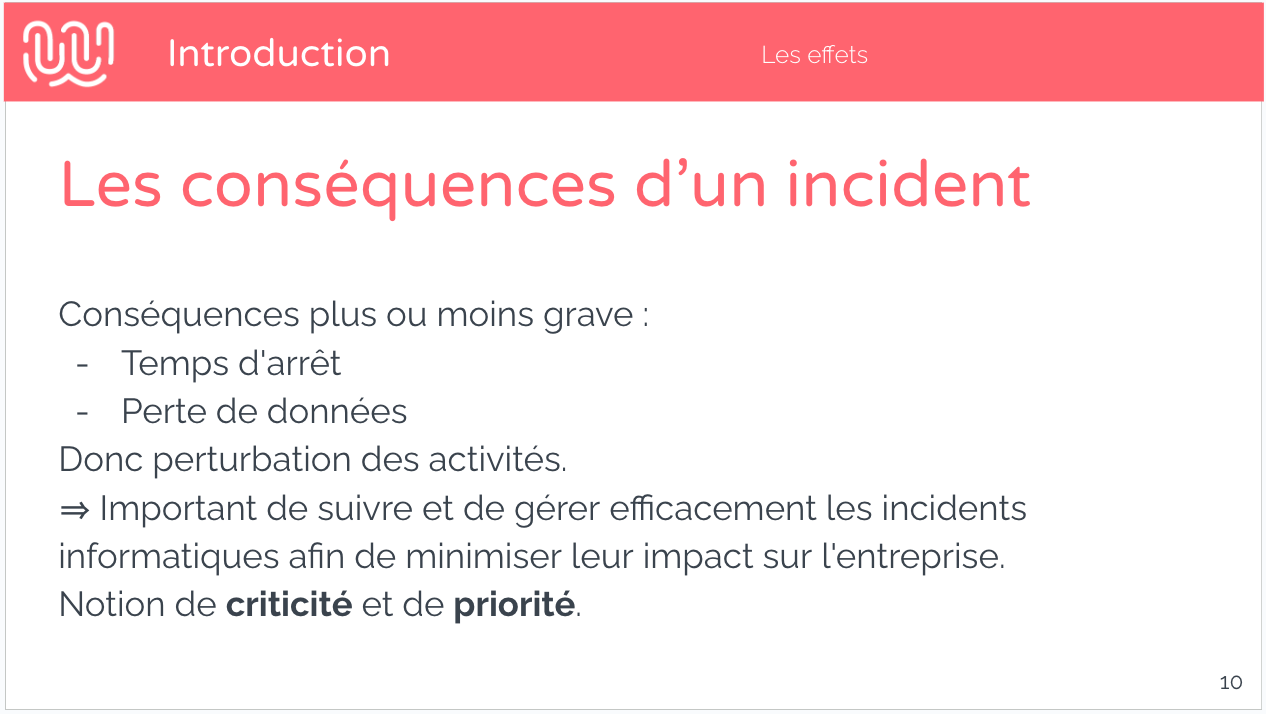 Introduction
Les effets
Les conséquences d’un incident
Conséquences plus ou moins grave :
- Temps d'arrêt
- Perte de données
Donc perturbation des activités.
⇒ Important de suivre et de gérer efficacement les incidents
informatiques afin de minimiser leur impact sur l'entreprise.
Notion de criticité et de priorité.
10